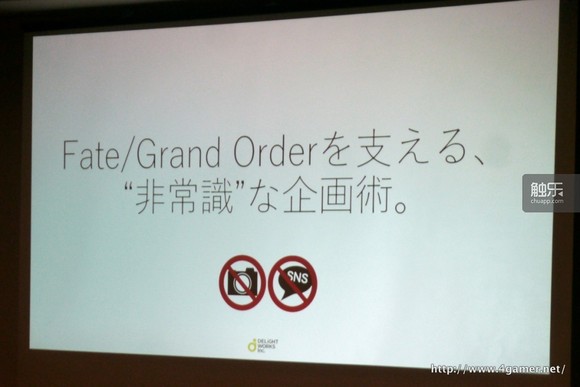 Fate/Grand Orderを支える、
“非常識”な企画術。
触乐
chuapp.com
SNS
DELIGHT
WORKS
INC.
http://www.4gamer.net/